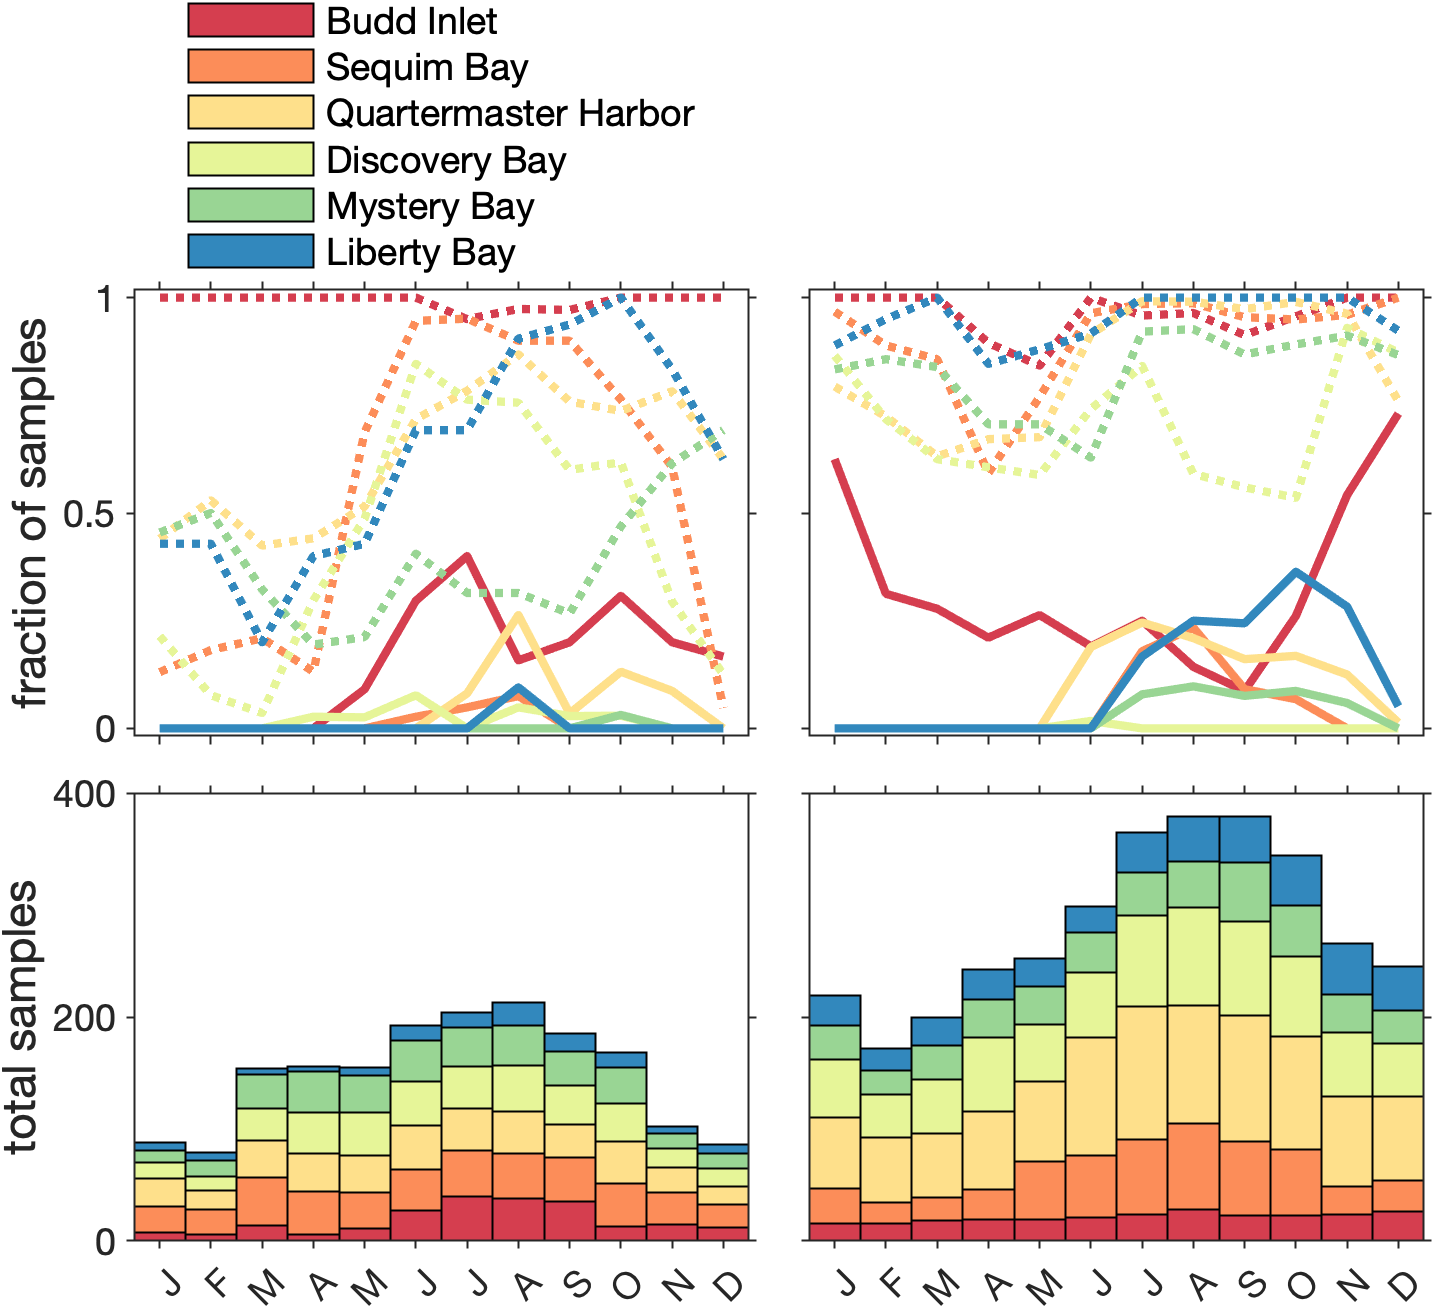 Budd Inlet
Sequim Bay
Quartermaster Harbor
Discovery Bay
Mystery Bay
Liberty Bay
fraction of samples
1
0.5
0
total samples
400
200
0
J F M A M J J A S O N D
J F M A M J J A S O N D